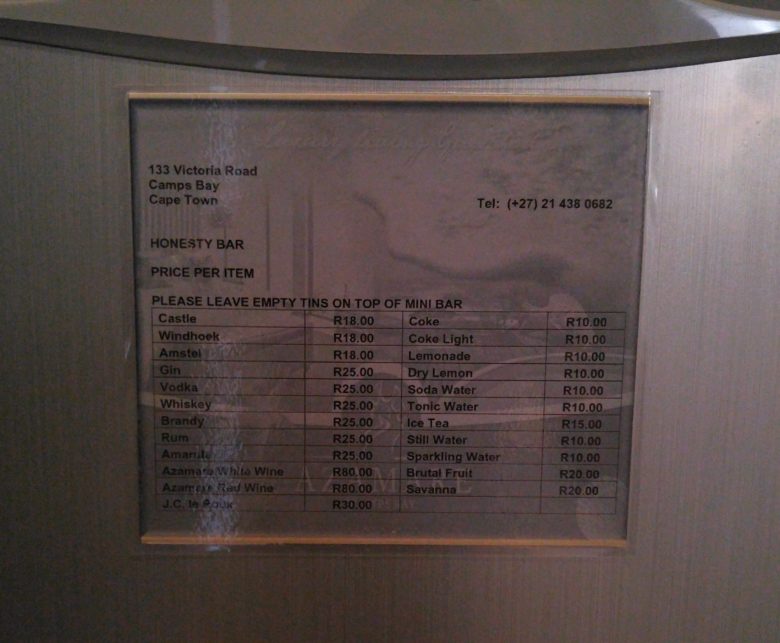 133 Victoria Road
Camps Bay
Cape Town
Tel: (+27) 21 438 0682
HONESTY BAR
PRICE PER ITEM
PLEASE LEAVE EMPTY TINS ON TOP OF MINI BAR
Castle R18.00 Coke R10.00
Windhoek R18.00 Coke Light R10.00
Amstel R18.00 Lemonade R10.00
Gin R25.00 Dry Lemon R10.00
Vodka R25.00 Soda Water R10.00
Whiskey R25.00 Tonic Water R10.00
Brandy R25.00 Ice Tea R15.00
Rum R25.00 Still Water R10.00
Amarula R25.00 Sparkling Water R10.00
Azamare White Wine R80.00 Brutal Fruit R20.00
Azamare Red Wine R80.00 Savanna R20.00
J.C. le Roux R30.00
AZAMARE